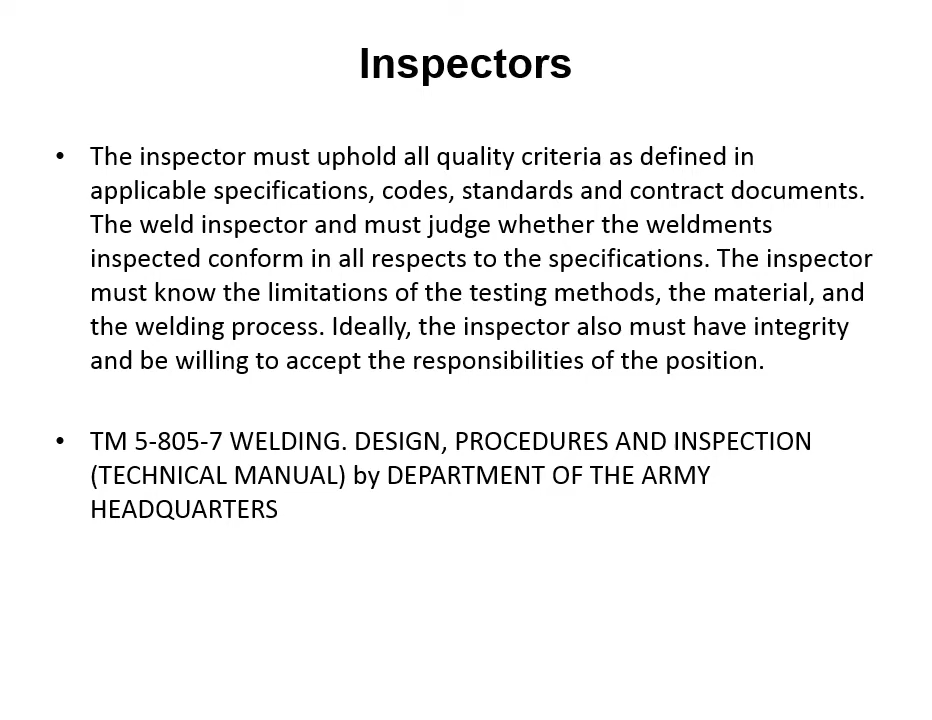 Inspectors
• The inspector must uphold all quality criteria as defined in
applicable specifications, codes, standards and contract documents.
The weld inspector and must judge whether the weldments
inspected conform in all respects to the specifications. The inspector
must know the limitations of the testing methods, the material, and
the welding process. Ideally, the inspector also must have integrity
and be willing to accept the responsibilities of the position.
• TM 5-805-7 WELDING. DESIGN, PROCEDURES AND INSPECTION
(TECHNICAL MANUAL) by DEPARTMENT OF THE ARMY
HEADQUARTERS